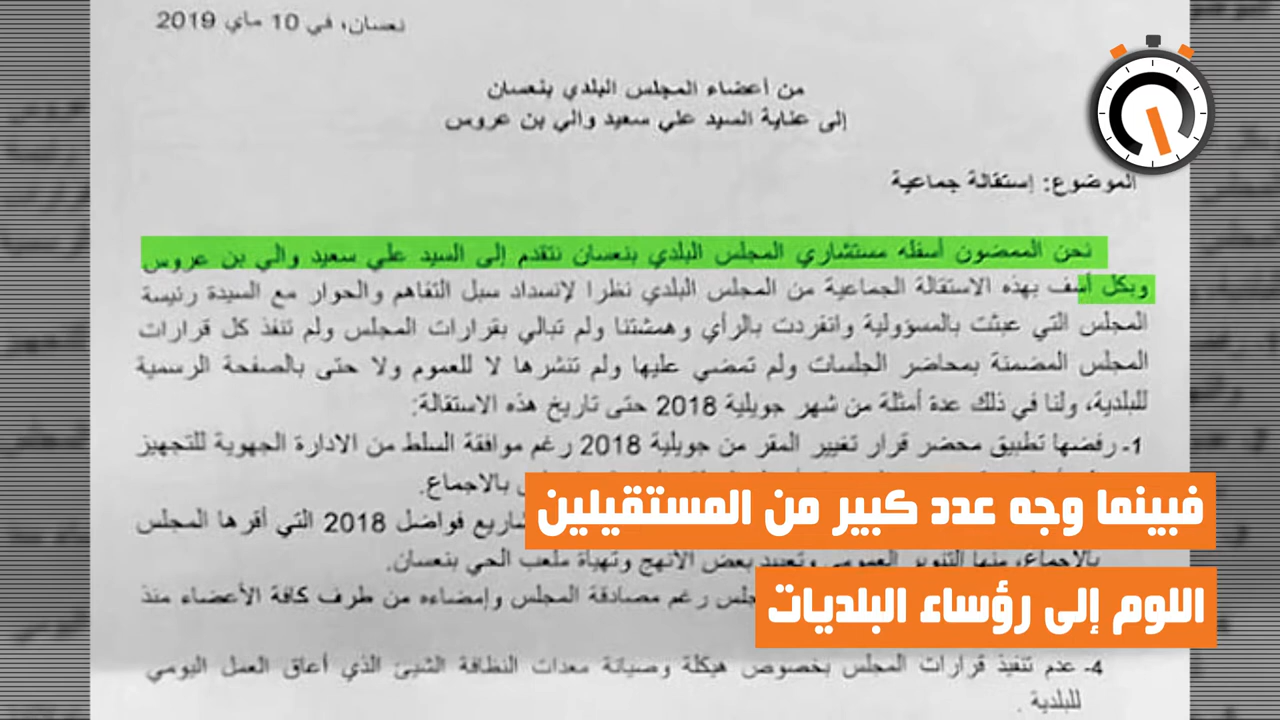 نعسان، في 10 ماي 2019
من أعضاء المجلس البلدي بنعسان
إلى عناية السيد علي سعيد والي بن عروس
الموضوع: إستقالة جماعية
نحن الممضون أسفله مستشاري المجلس البلدي بنعسان نتقدم إلى السيد علي سعيد والي بن عروس
وبكل أسف بهذه الاستقالة الجماعية من المجلس البلدي نظرا لإنسداد سبل التفاهم والحوار مع السيدة رئيسة
المجلس التي عبثت بالمسؤولية وانفردت بالرأي وهمشتنا ولم تبالي بقرارات المجلس ولم تنفذ كل قرارات
المجلس المضمنة بمحاضر الجلسات ولم تمضي عليها ولم تنشرها لا للعموم ولا حتى بالصفحة الرسمية
للبلدية، ولنا في ذلك عدة أمثلة من شهر جويلية 2018 حتى تاريخ هذه الاستقالة:
1- رفضها تطبيق محضر قرار تغيير المقر من جويلية 2018 رغم موافقة السلط من الادارة الجهوية للتجهيز
بالاجماع.
فبينما وجه عدد كبير من المستقيلين
فواضل 2018 التي أقرها المجلس
بالإجماع، منها التنوير العمومي وتعبيد بعض الأنهج وتهيأة ملعب الحي بنعسان.
اللوم إلى رؤساء البلديات
رغم مصادقة المجلس وإمضاءه من طرف كافة الأعضاء منذ
4- عدم تنفيذ قرارات المجلس بخصوص هيكلة وصيانة معدات النظافة الشيئ الذي أعاق العمل اليومي
للبلدية .